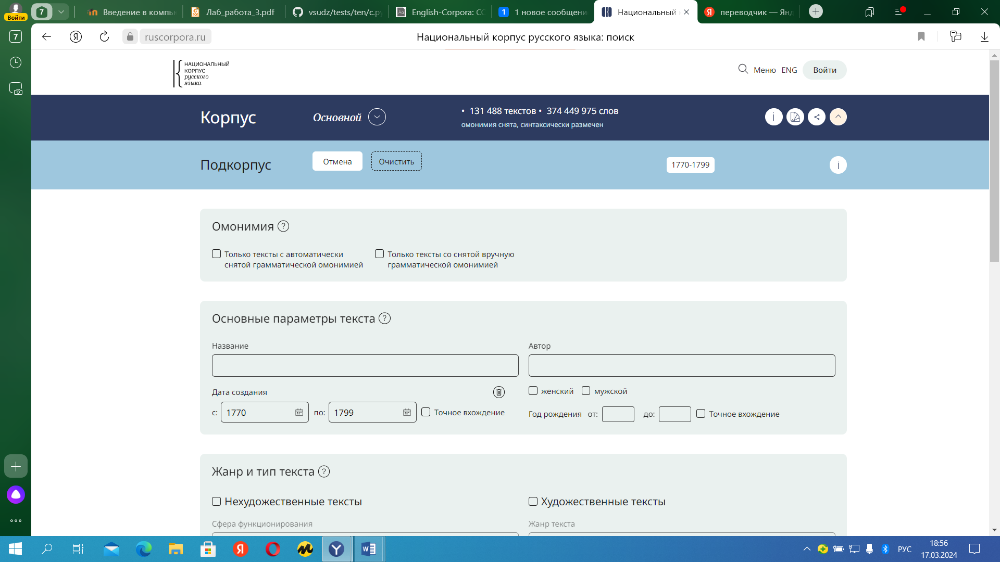 Войти
7
Введение в компь
Лаб_работа_3.pdf
vsudz/tests/ten/c.py
English-Corpora: CO
1 новое сообщени
Национальный
переводчик — Янд
7
ruscorpora.ru
Национальный корпус русского языка: поиск
НАЦИОНАЛЬНЫЙ
КОРПУС
русского
языка
Меню ENG Войти
Корпус
Основной
• 131 488 текстов • 374 449 975 слов
омонимия снята, синтаксически размечен
Подкорпус
Отмена
Очистить
1770-1799
Омонимия ?
Только тексты с автоматически
снятой грамматической омонимией
Только тексты со снятой вручную
грамматической омонимией
Основные параметры текста ?
Название
Автор
Дата создания
женский мужской
с: 1770 по: 1799 Точное вхождение
Год рождения от: до: Точное вхождение
Жанр и тип текста ?
Нехудожественные тексты
Художественные тексты
Сфера функционирования
Жанр текста
РУС
18:56
17.03.2024